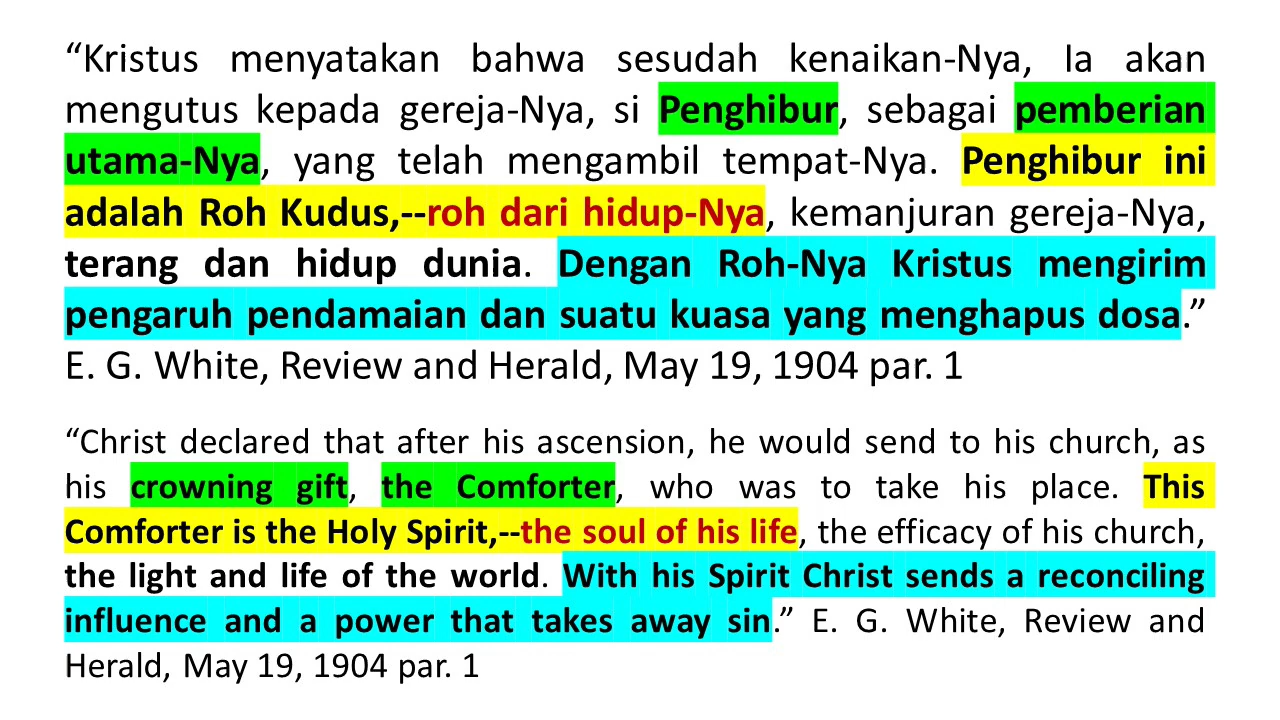 “Kristus menyatakan bahwa sesudah kenaikan-Nya, Ia akan
mengutus kepada gereja-Nya, si Penghibur, sebagai pemberian
utama-Nya, yang telah mengambil tempat-Nya. Penghibur ini
adalah Roh Kudus,--roh dari hidup-Nya, kemanjuran gereja-Nya,
terang dan hidup dunia. Dengan Roh-Nya Kristus mengirim
pengaruh pendamaian dan suatu kuasa yang menghapus dosa.”
E. G. White, Review and Herald, May 19, 1904 par. 1
“Christ declared that after his ascension, he would send to his church, as
his crowning gift, the Comforter, who was to take his place. This
Comforter is the Holy Spirit,--the soul of his life, the efficacy of his church,
the light and life of the world. With his Spirit Christ sends a reconciling
influence and a power that takes away sin.” E. G. White, Review and
Herald, May 19, 1904 par. 1